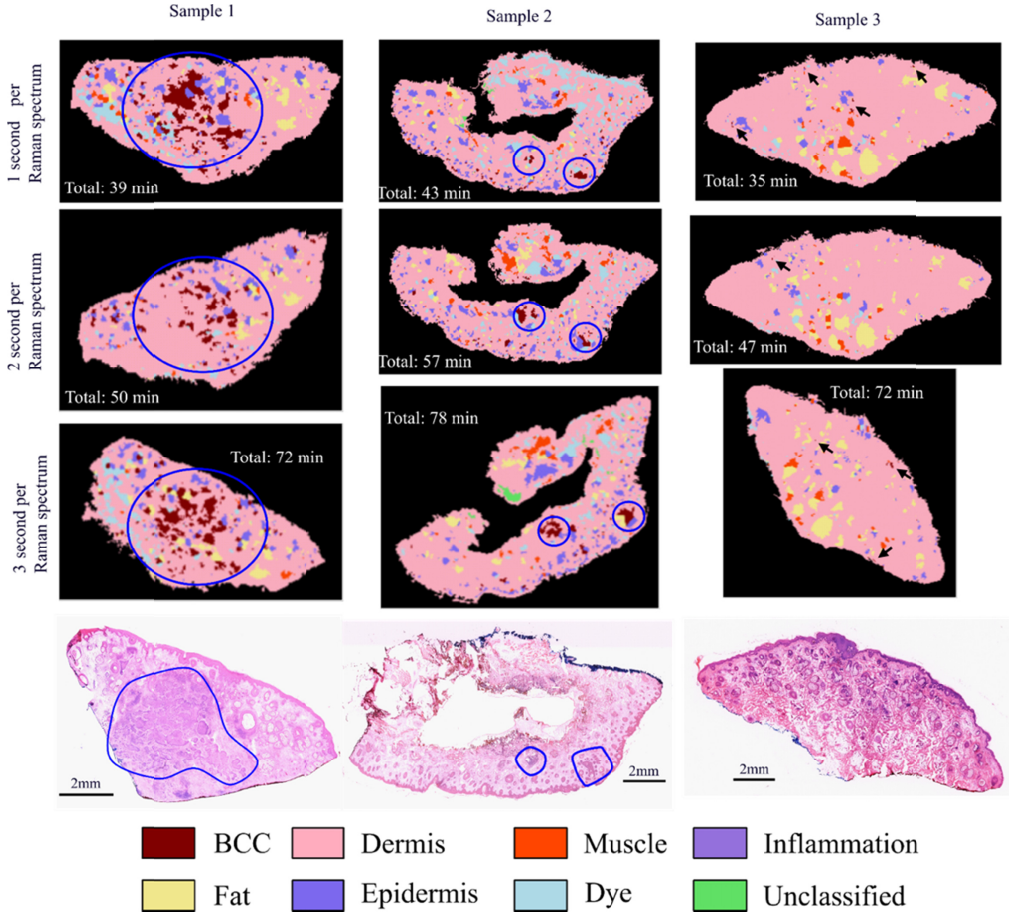 Sample 1
Sample 2
Sample 3
1 second per
Raman spectrum
Total: 39 min
Total: 43 min
Total: 35 min
2 second per
Raman spectrum
Total: 50 min
Total: 57 min
Total: 47 min
3 second per
Raman spectrum
Total: 72 min
Total: 78 min
Total: 72 min
2mm
2mm
2mm
BCC
Dermis
Muscle
Inflammation
Fat
Epidermis
Dye
Unclassified